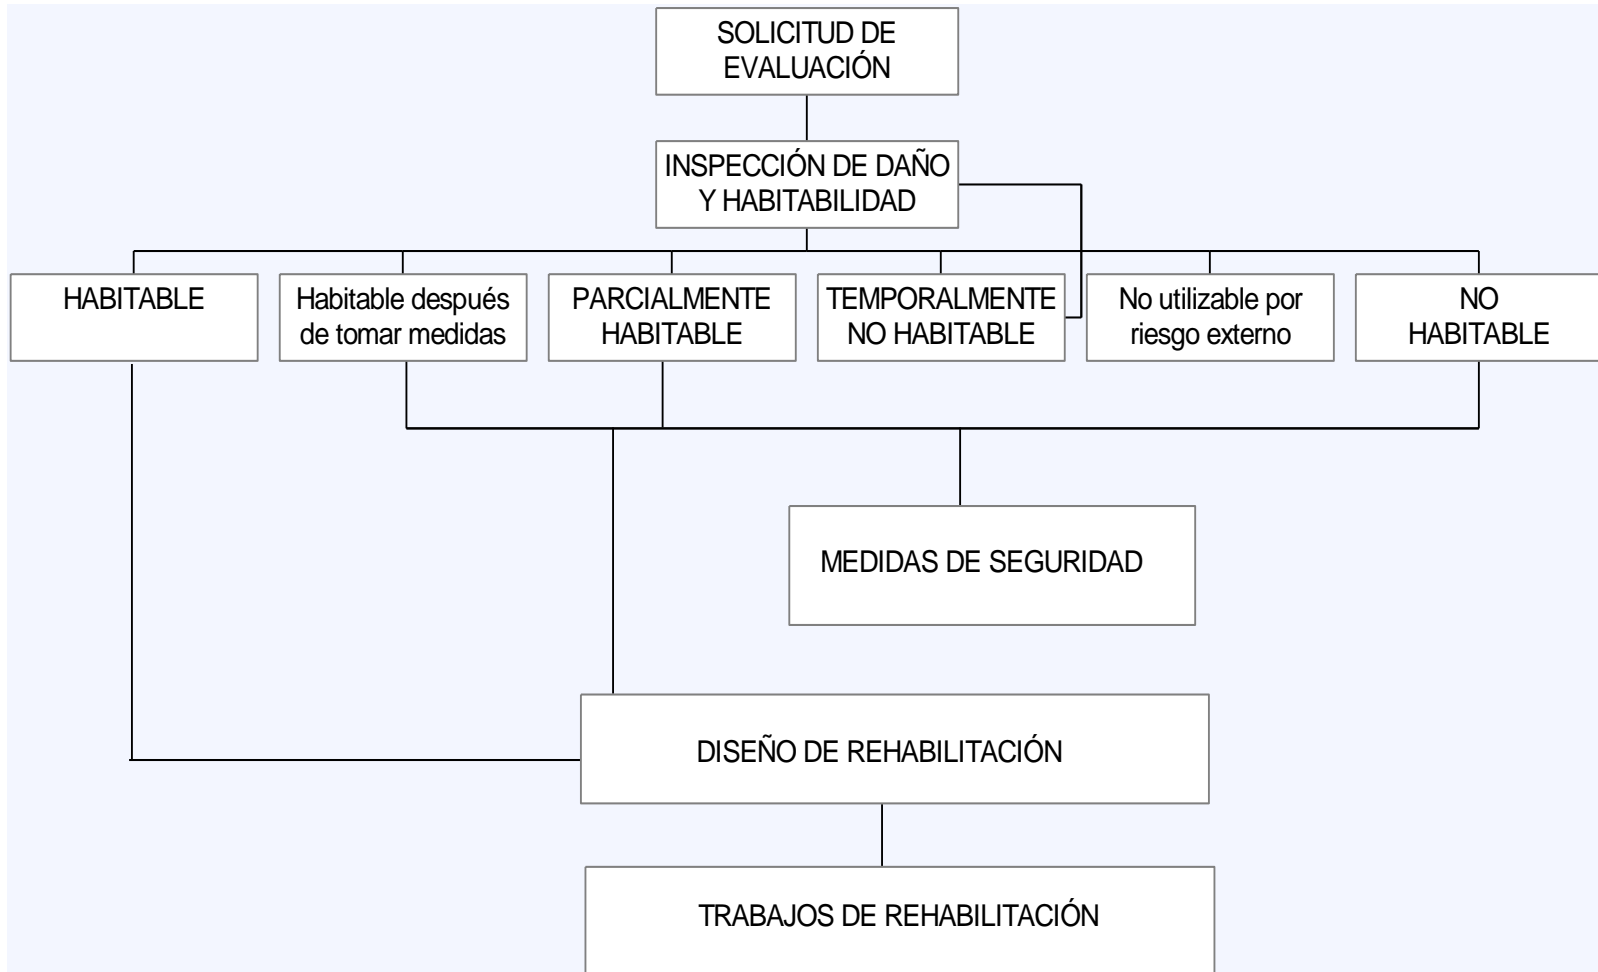 SOLICITUD DE
EVALUACIÓN
INSPECCIÓN DE DAÑO
Y HABITABILIDAD
HABITABLE
Habitable después
de tomar medidas
PARCIALMENTE
HABITABLE
TEMPORALMENTE
NO HABITABLE
No utilizable por
riesgo externo
NO
HABITABLE
MEDIDAS DE SEGURIDAD
DISEÑO DE REHABILITACIÓN
TRABAJOS DE REHABILITACIÓN